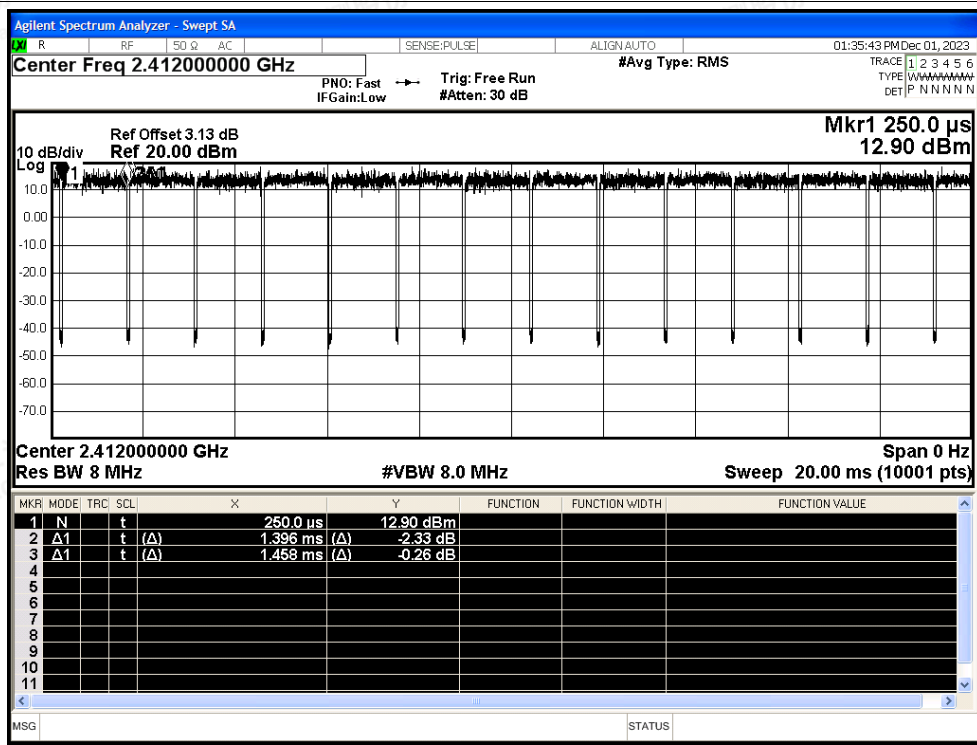 Agilent Spectrum Analyzer - Swept SA
LXI R RF 50 Ω AC SENSE:PULSE ALIGN AUTO 01:35:43 PM Dec 01, 2023
Center Freq 2.412000000 GHz
PNO: Fast
IFGain:Low
Trig: Free Run
#Atten: 30 dB
#Avg Type: RMS
TRACE 1 2 3 4 5 6
TYPE
DET P N N N N N
Mkr1 250.0 µs
12.90 dBm
Ref Offset 3.13 dB
10 dB/div Ref 20.00 dBm
Log
1
10.0
0.00
-10.0
-20.0
-30.0
-40.0
-50.0
-60.0
-70.0
Center 2.412000000 GHz Span 0 Hz
Res BW 8 MHz #VBW 8.0 MHz Sweep 20.00 ms (10001 pts)
MKR MODE TRC SCL X Y FUNCTION FUNCTION WIDTH FUNCTION VALUE
1 N t 250.0 µs 12.90 dBm
2 Δ1 t (Δ) 1.396 ms (Δ) -2.33 dB
3 Δ1 t (Δ) 1.458 ms (Δ) -0.26 dB
4
5
6
7
8
9
10
11
MSG STATUS